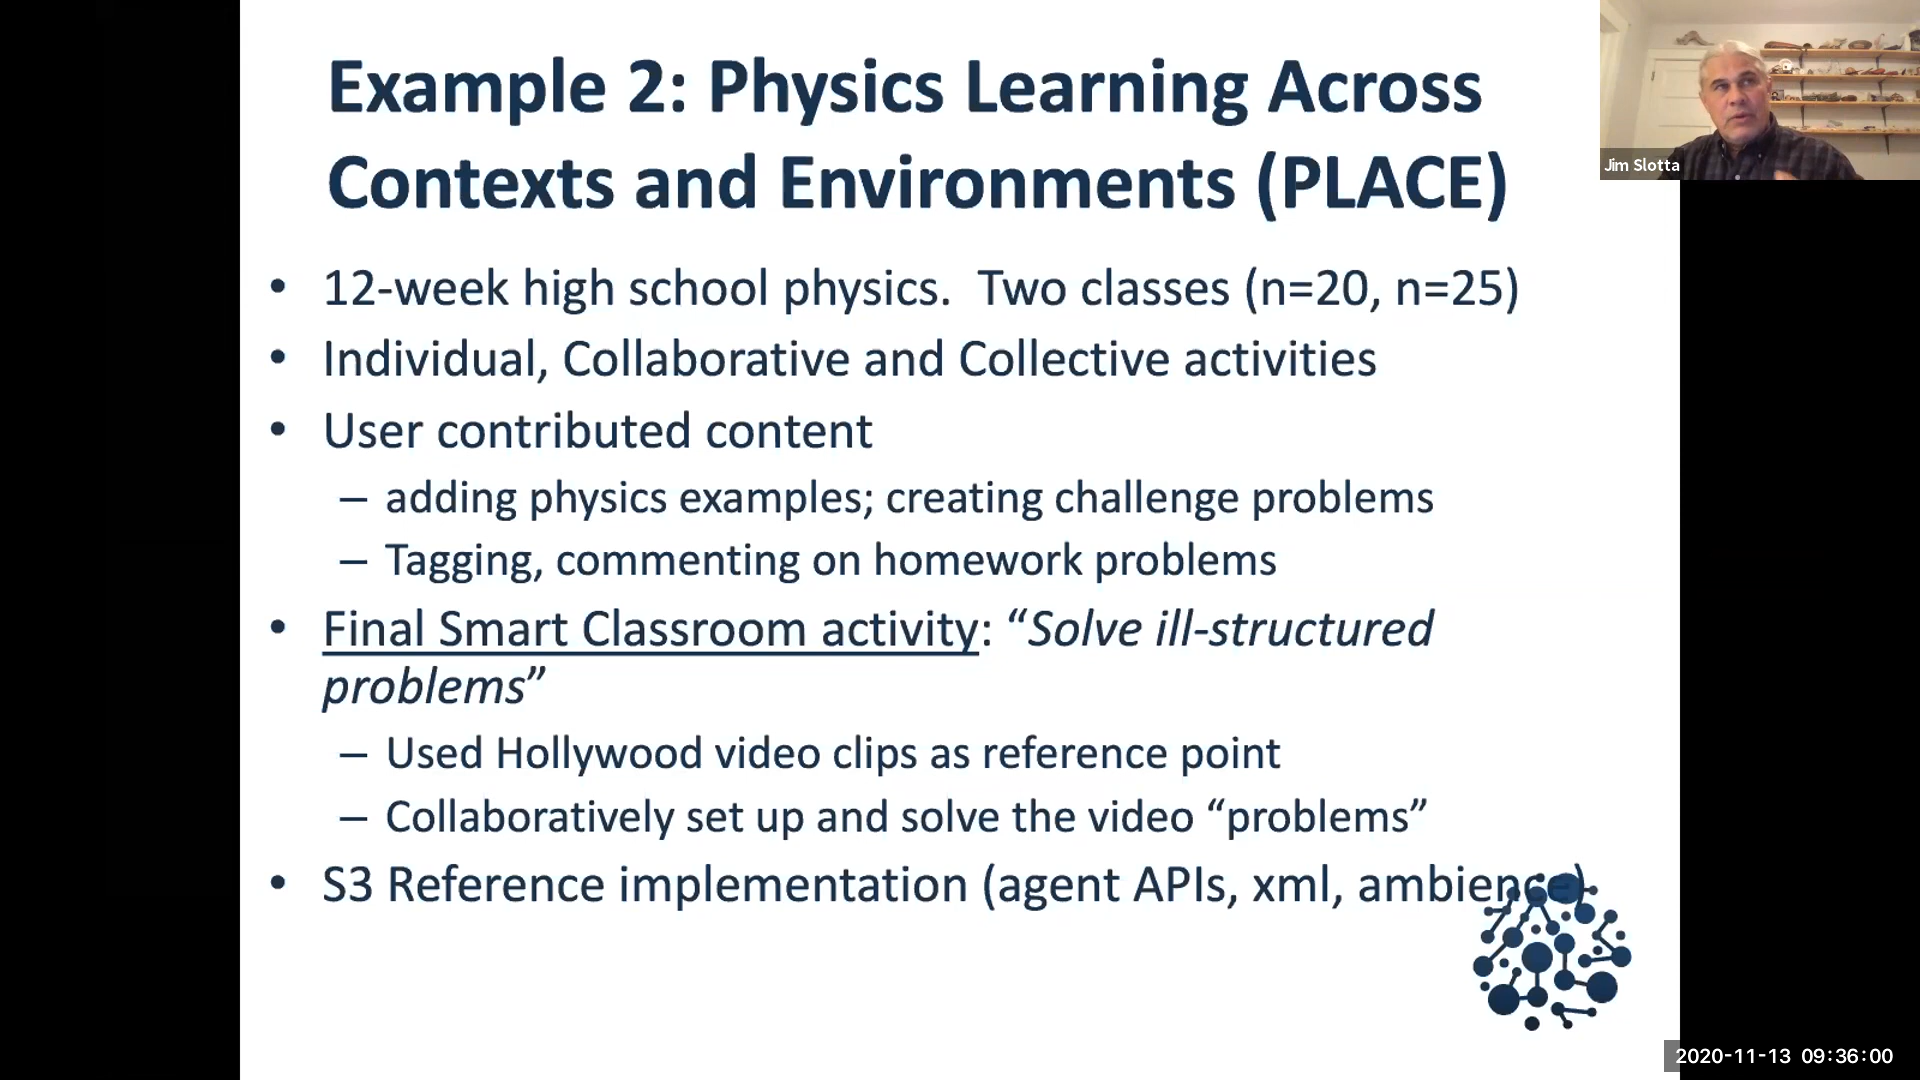 Example 2: Physics Learning Across
Contexts and Environments (PLACE)
• 12-week high school physics.  Two classes (n=20, n=25)
• Individual, Collaborative and Collective activities
• User contributed content
– adding physics examples; creating challenge problems
– Tagging, commenting on homework problems
• Final Smart Classroom activity: “Solve ill-structured
problems”
– Used Hollywood video clips as reference point
– Collaboratively set up and solve the video “problems”
• S3 Reference implementation (agent APIs, xml, ambience)
Jim Slotta
2020-11-13 09:36:00